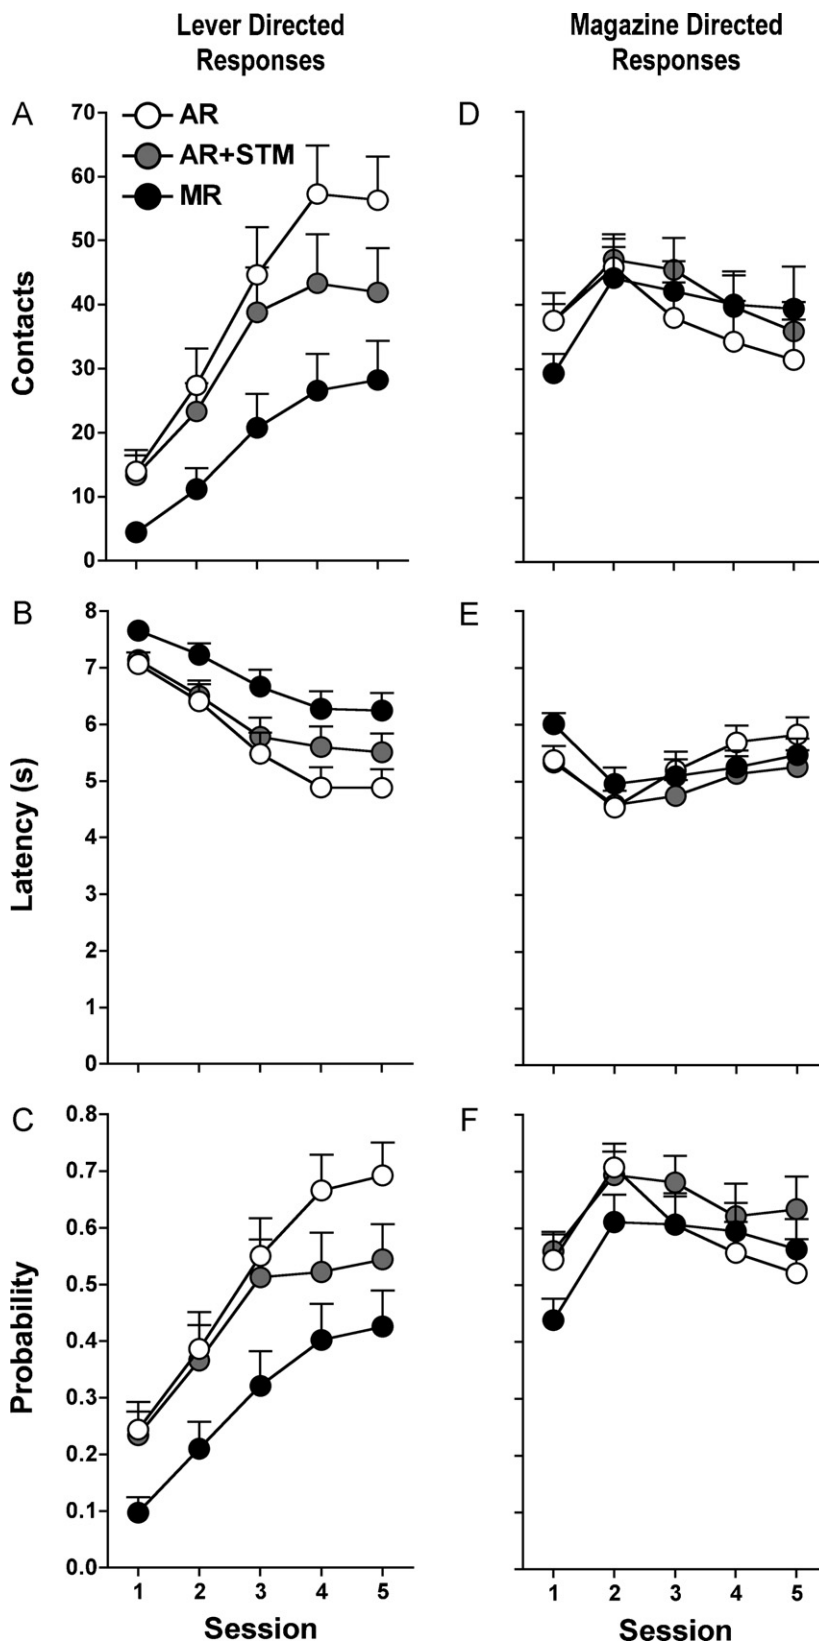 Lever Directed
Responses
Magazine Directed
Responses
A
70
60
50
40
30
20
10
0
Contacts
AR
AR+STM
MR
D
B
8
7
6
5
4
3
2
1
0
Latency (s)
E
C
0.8
0.7
0.6
0.5
0.4
0.3
0.2
0.1
0.0
Probability
1 2 3 4 5
Session
F
1 2 3 4 5
Session